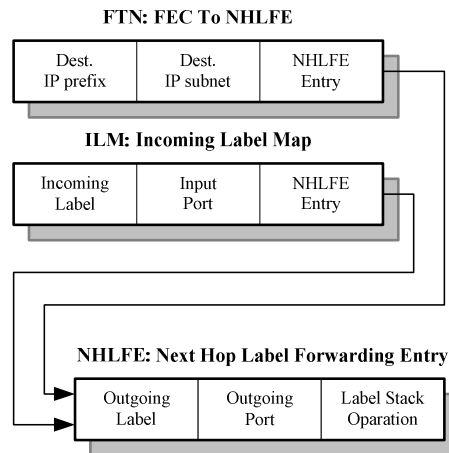 FTN: FEC To NHLFE
Dest. IP prefix
Dest. IP subnet
NHLFE Entry
ILM: Incoming Label Map
Incoming Label
Input Port
NHLFE Entry
NHLFE: Next Hop Label Forwarding Entry
Outgoing Label
Outgoing Port
Label Stack Oparation